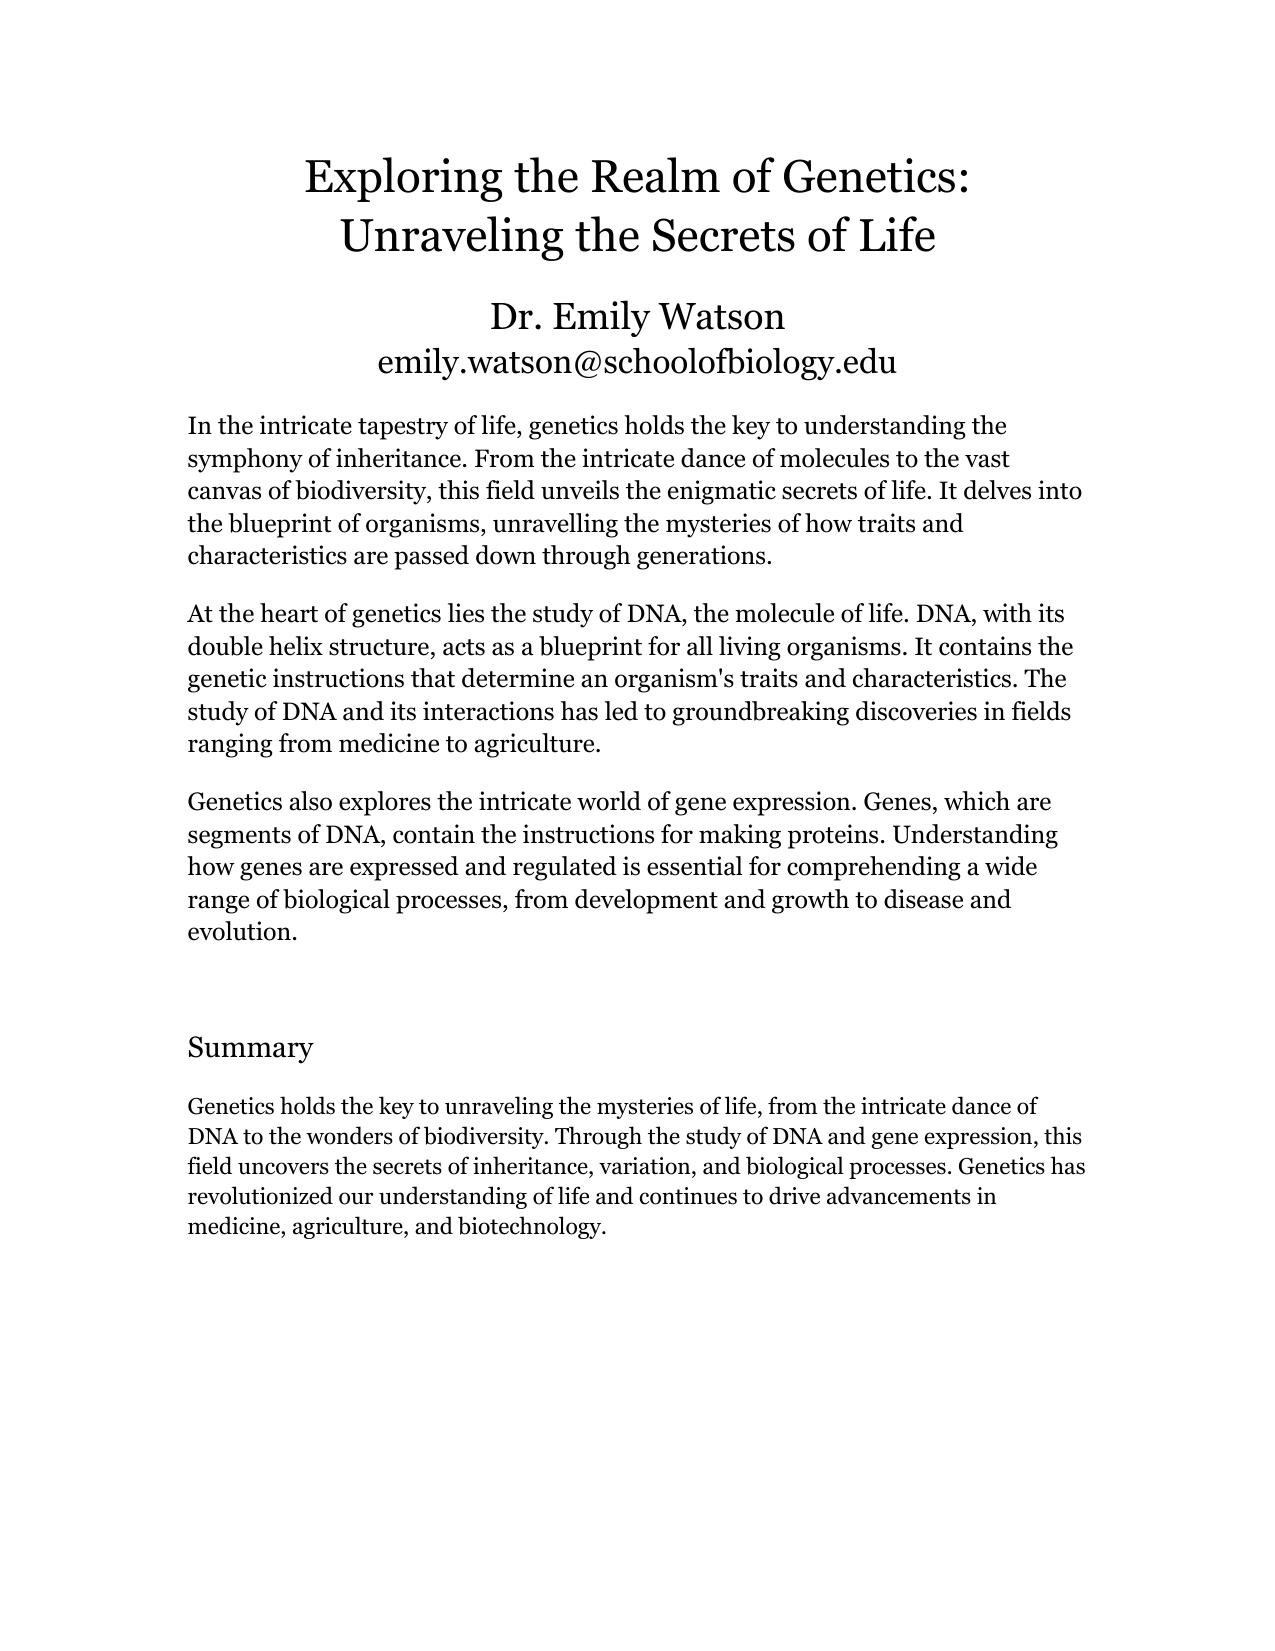 Exploring the Realm of Genetics:
Unraveling the Secrets of Life
Dr. Emily Watson
emily.watson@schoolofbiology.edu
In the intricate tapestry of life, genetics holds the key to understanding the
symphony of inheritance. From the intricate dance of molecules to the vast
canvas of biodiversity, this field unveils the enigmatic secrets of life. It delves into
the blueprint of organisms, unravelling the mysteries of how traits and
characteristics are passed down through generations.
At the heart of genetics lies the study of DNA, the molecule of life. DNA, with its
double helix structure, acts as a blueprint for all living organisms. It contains the
genetic instructions that determine an organism's traits and characteristics. The
study of DNA and its interactions has led to groundbreaking discoveries in fields
ranging from medicine to agriculture.
Genetics also explores the intricate world of gene expression. Genes, which are
segments of DNA, contain the instructions for making proteins. Understanding
how genes are expressed and regulated is essential for comprehending a wide
range of biological processes, from development and growth to disease and
evolution.
Summary
Genetics holds the key to unraveling the mysteries of life, from the intricate dance of
DNA to the wonders of biodiversity. Through the study of DNA and gene expression, this
field uncovers the secrets of inheritance, variation, and biological processes. Genetics has
revolutionized our understanding of life and continues to drive advancements in
medicine, agriculture, and biotechnology.